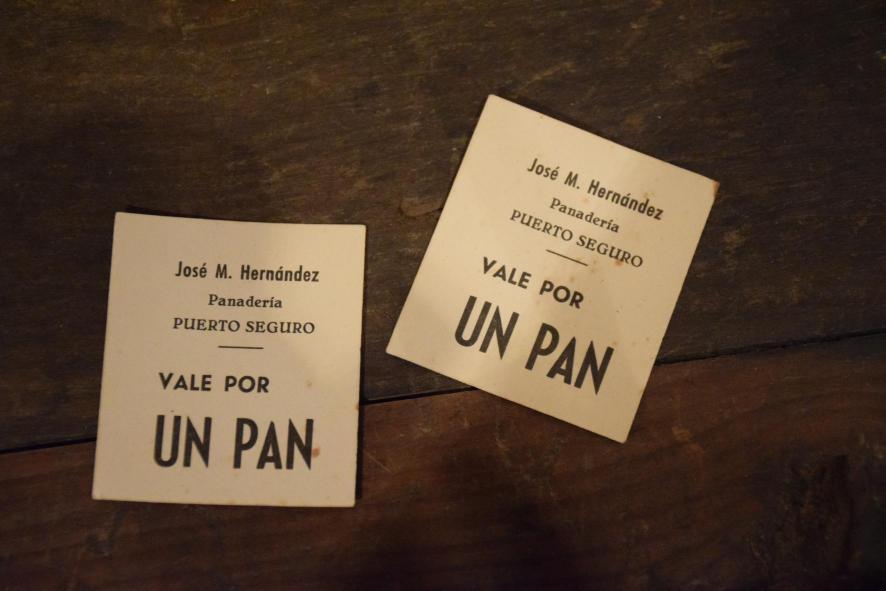 José M. Hernández
Panadería
PUERTO SEGURO
VALE POR
UN PAN
José M. Hernández
Panadería
PUERTO SEGURO
VALE POR
UN PAN